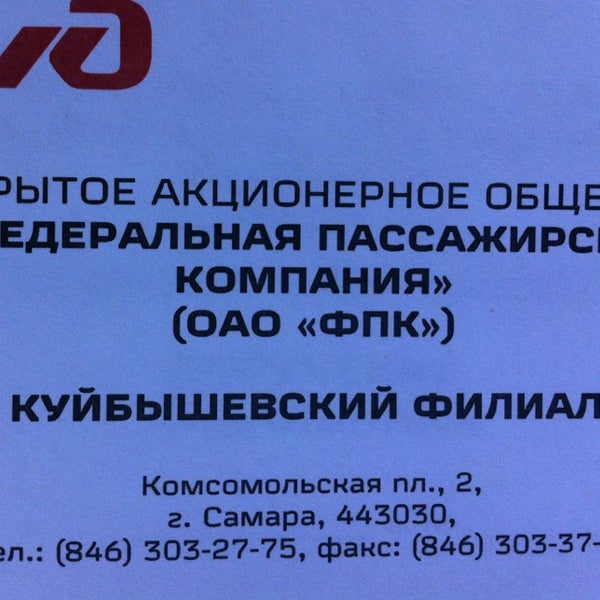 РЫТОЕ АКЦИОНЕРНОЕ ОБЩЕ
ЕДЕРАЛЬНАЯ ПАССАЖИРС
КОМПАНИЯ»
(ОАО «ФПК»)
КУЙБЫШЕВСКИЙ ФИЛИАЛ
Комсомольская пл., 2,
г. Самара, 443030,
ел.: (846) 303-27-75, факс: (846) 303-37-